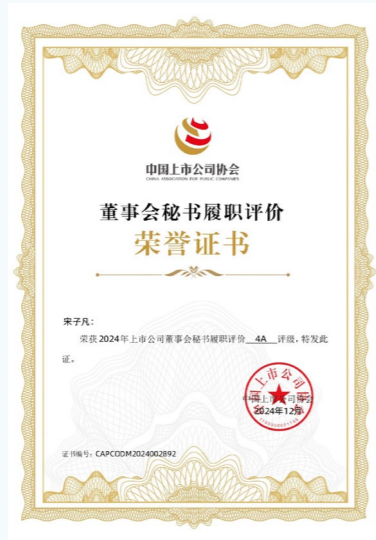 中国上市公司协会
CHINA ASSOCIATION FOR PUBLIC COMPANIES
董事会秘书履职评价
荣誉证书
宋子凡：
荣获2024年上市公司董事会秘书履职评价 4A 评级，特发此
证。
中国上市公司协会
2024年12月
证书编号：CAPCODM2024002892